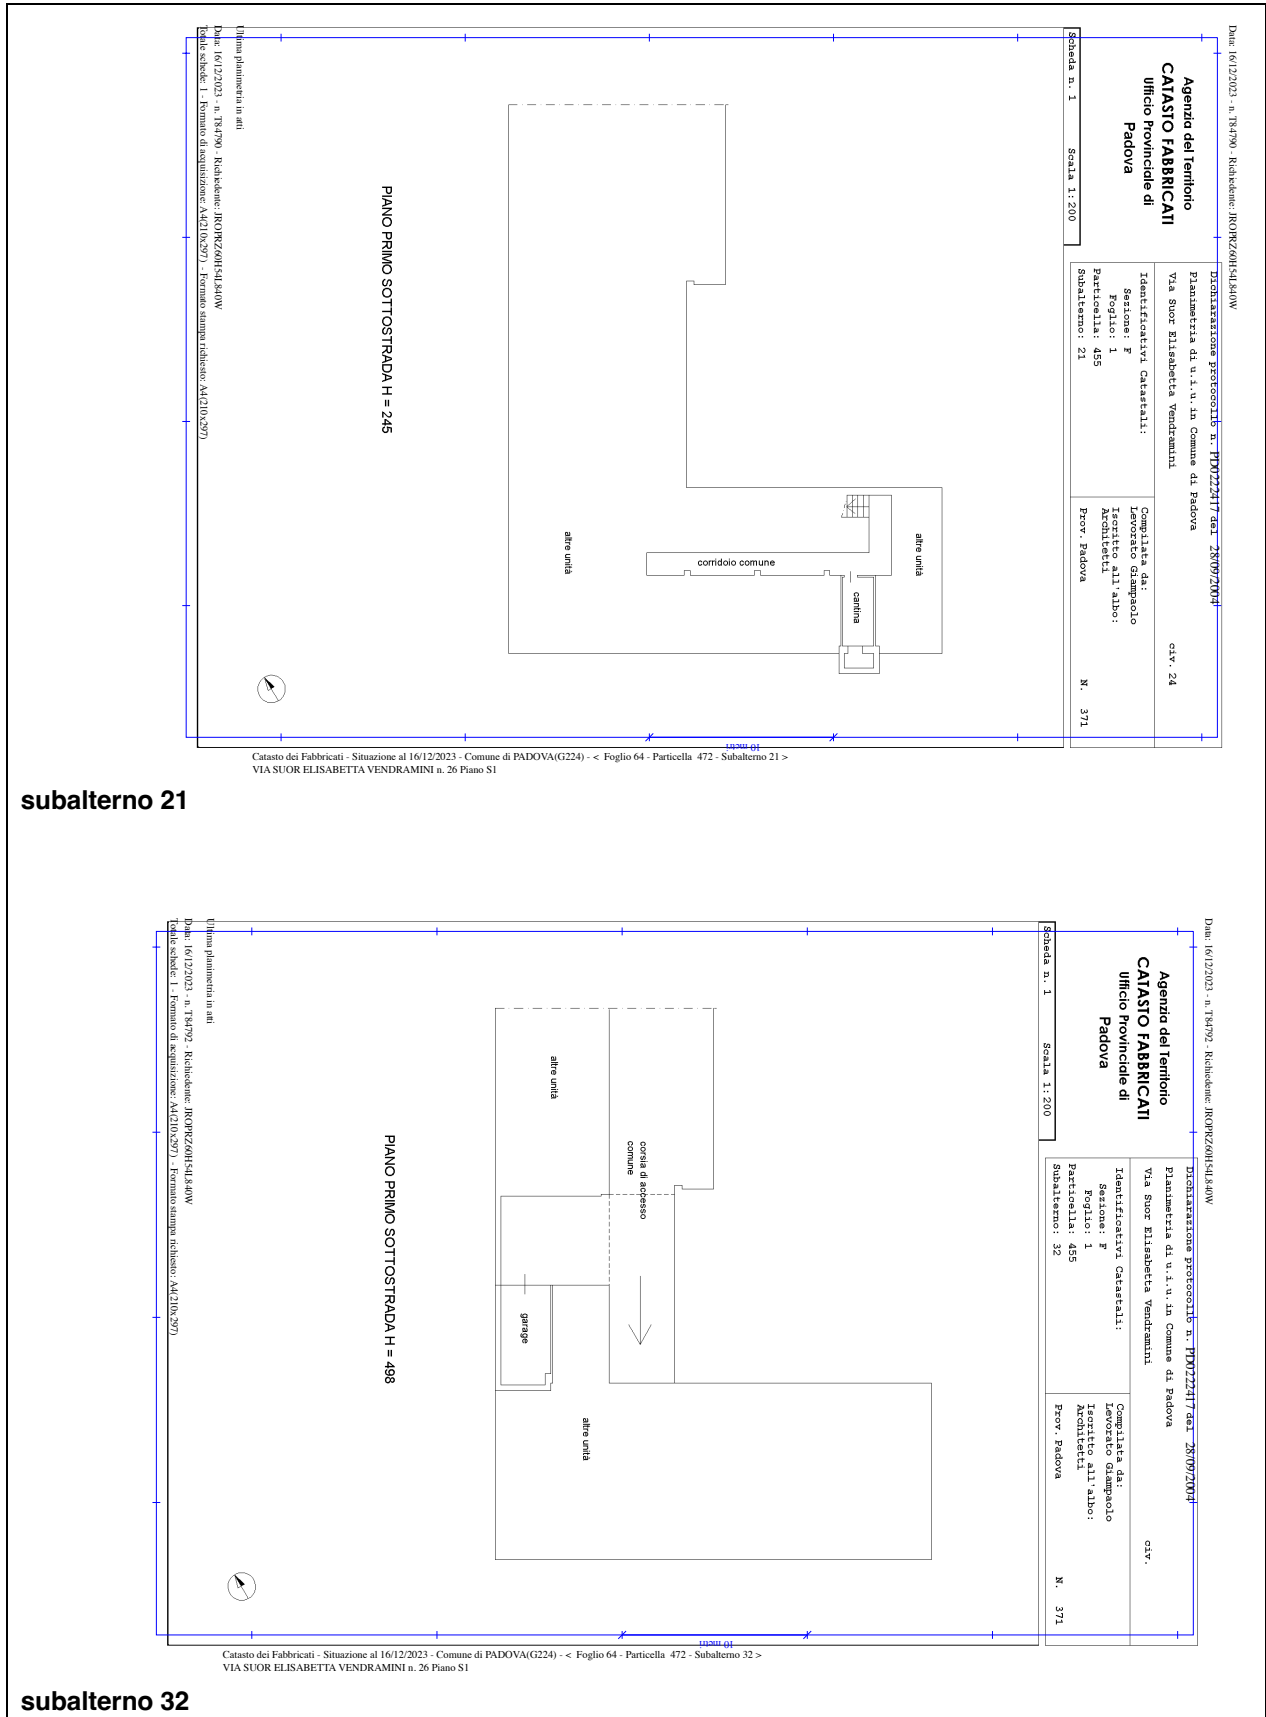 Data: 16/12/2023 - n. T84790 - Richiedente: JROPRZ60H54L840W
Agenzia del Territorio
CATASTO FABBRICATI
Ufficio Provinciale di
Padova
Dichiarazione protocollo n. PD0222417 del 28/09/2004
Planimetria di u.i.u. in Comune di Padova
Via Suor Elisabetta Vendramini civ. 24
Identificativi Catastali:
Sezione: F
Foglio: 1
Particella: 455
Subalterno: 21
Compilata da:
Levorato Giampaolo
Iscritto all'albo:
Architetti
Prov. Padova N. 371
Scheda n. 1 Scala 1:200
altre unità
cantina
corridoio comune
altre unità
PIANO PRIMO SOTTOSTRADA H = 245
10 metri
Ultima planimetria in atti
Data: 16/12/2023 - n. T84790 - Richiedente: JROPRZ60H54L840W
Totale schede: 1 - Formato di acquisizione: A4(210x297) - Formato stampa richiesto: A4(210x297)
Catasto dei Fabbricati - Situazione al 16/12/2023 - Comune di PADOVA(G224) - < Foglio 64 - Particella 472 - Subalterno 21 >
VIA SUOR ELISABETTA VENDRAMINI n. 26 Piano S1
subalterno 21
Data: 16/12/2023 - n. T84792 - Richiedente: JROPRZ60H54L840W
Agenzia del Territorio
CATASTO FABBRICATI
Ufficio Provinciale di
Padova
Dichiarazione protocollo n. PD0222417 del 28/09/2004
Planimetria di u.i.u. in Comune di Padova
Via Suor Elisabetta Vendramini civ.
Identificativi Catastali:
Sezione: F
Foglio: 1
Particella: 455
Subalterno: 32
Compilata da:
Levorato Giampaolo
Iscritto all'albo:
Architetti
Prov. Padova N. 371
Scheda n. 1 Scala 1:200
corsia di accesso
comune
altre unità
garage
altre unità
PIANO PRIMO SOTTOSTRADA H = 498
10 metri
Ultima planimetria in atti
Data: 16/12/2023 - n. T84792 - Richiedente: JROPRZ60H54L840W
Totale schede: 1 - Formato di acquisizione: A4(210x297) - Formato stampa richiesto: A4(210x297)
Catasto dei Fabbricati - Situazione al 16/12/2023 - Comune di PADOVA(G224) - < Foglio 64 - Particella 472 - Subalterno 32 >
VIA SUOR ELISABETTA VENDRAMINI n. 26 Piano S1
subalterno 32